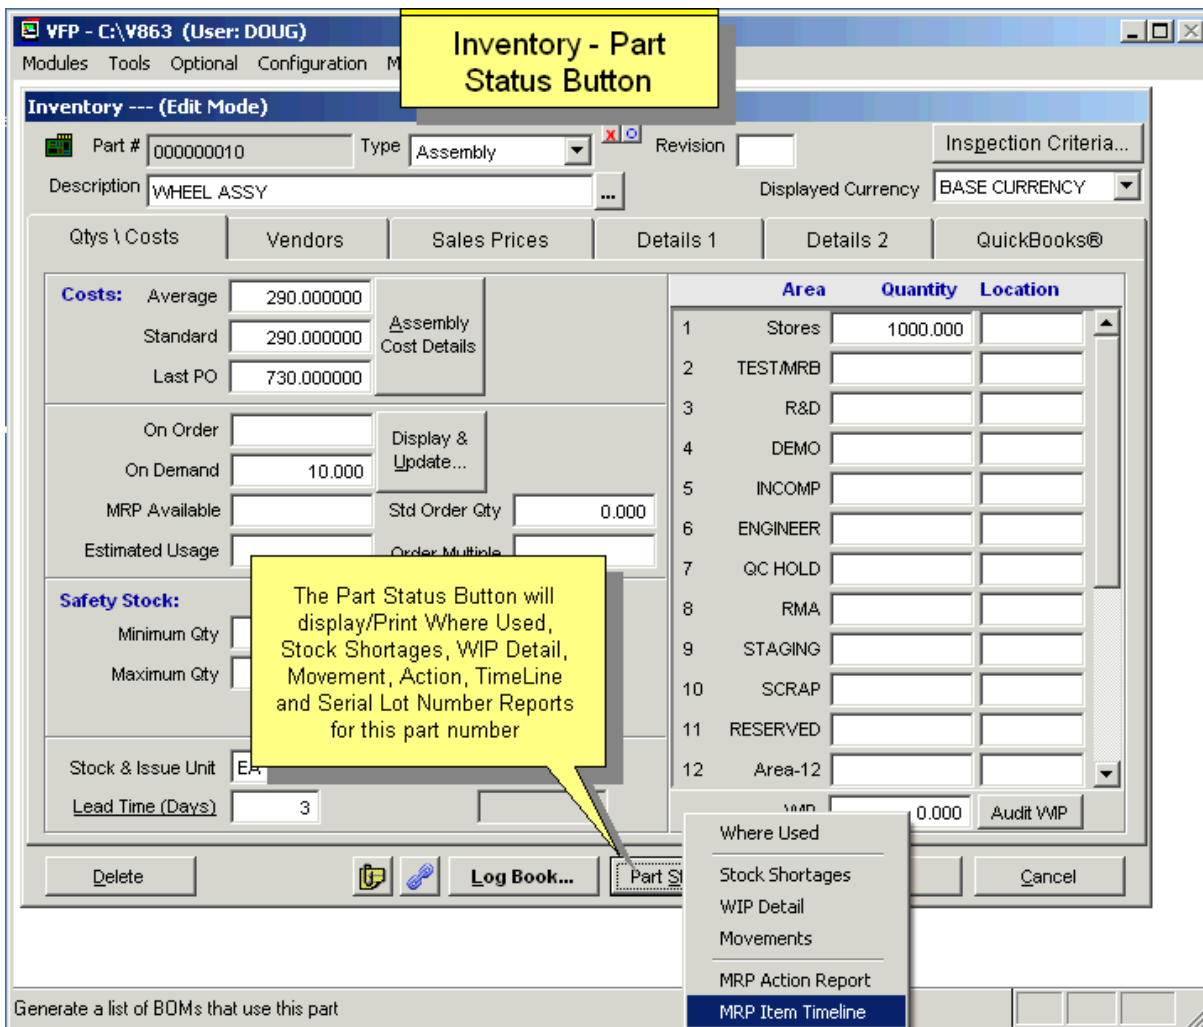 VFP - C:\V863 (User: DOUG)
Inventory - Part
Status Button
Modules Tools Optional Configuration M
Inventory --- (Edit Mode)
Part # 000000010 Type Assembly x Revision Inspection Criteria...
Description WHEEL ASSY ... Displayed Currency BASE CURRENCY
Qtys \ Costs Vendors Sales Prices Details 1 Details 2 QuickBooks®
Costs: Average 290.000000
Standard 290.000000
Last PO 730.000000
Assembly
Cost Details
On Order
On Demand 10.000
Display &
Update...
MRP Available Std Order Qty 0.000
Estimated Usage Order Multiple
Safety Stock:
Minimum Qty
Maximum Qty
The Part Status Button will
display/Print Where Used,
Stock Shortages, WIP Detail,
Movement, Action, TimeLine
and Serial Lot Number Reports
for this part number
Stock & Issue Unit EA
Lead Time (Days) 3
Area Quantity Location
1 Stores 1000.000
2 TEST/MRB
3 R&D
4 DEMO
5 INCOMP
6 ENGINEER
7 QC HOLD
8 RMA
9 STAGING
10 SCRAP
11 RESERVED
12 Area-12
WIP 0.000 Audit WIP
Delete Log Book... Part St Cancel
Where Used
Stock Shortages
WIP Detail
Movements
MRP Action Report
MRP Item Timeline
Generate a list of BOMs that use this part